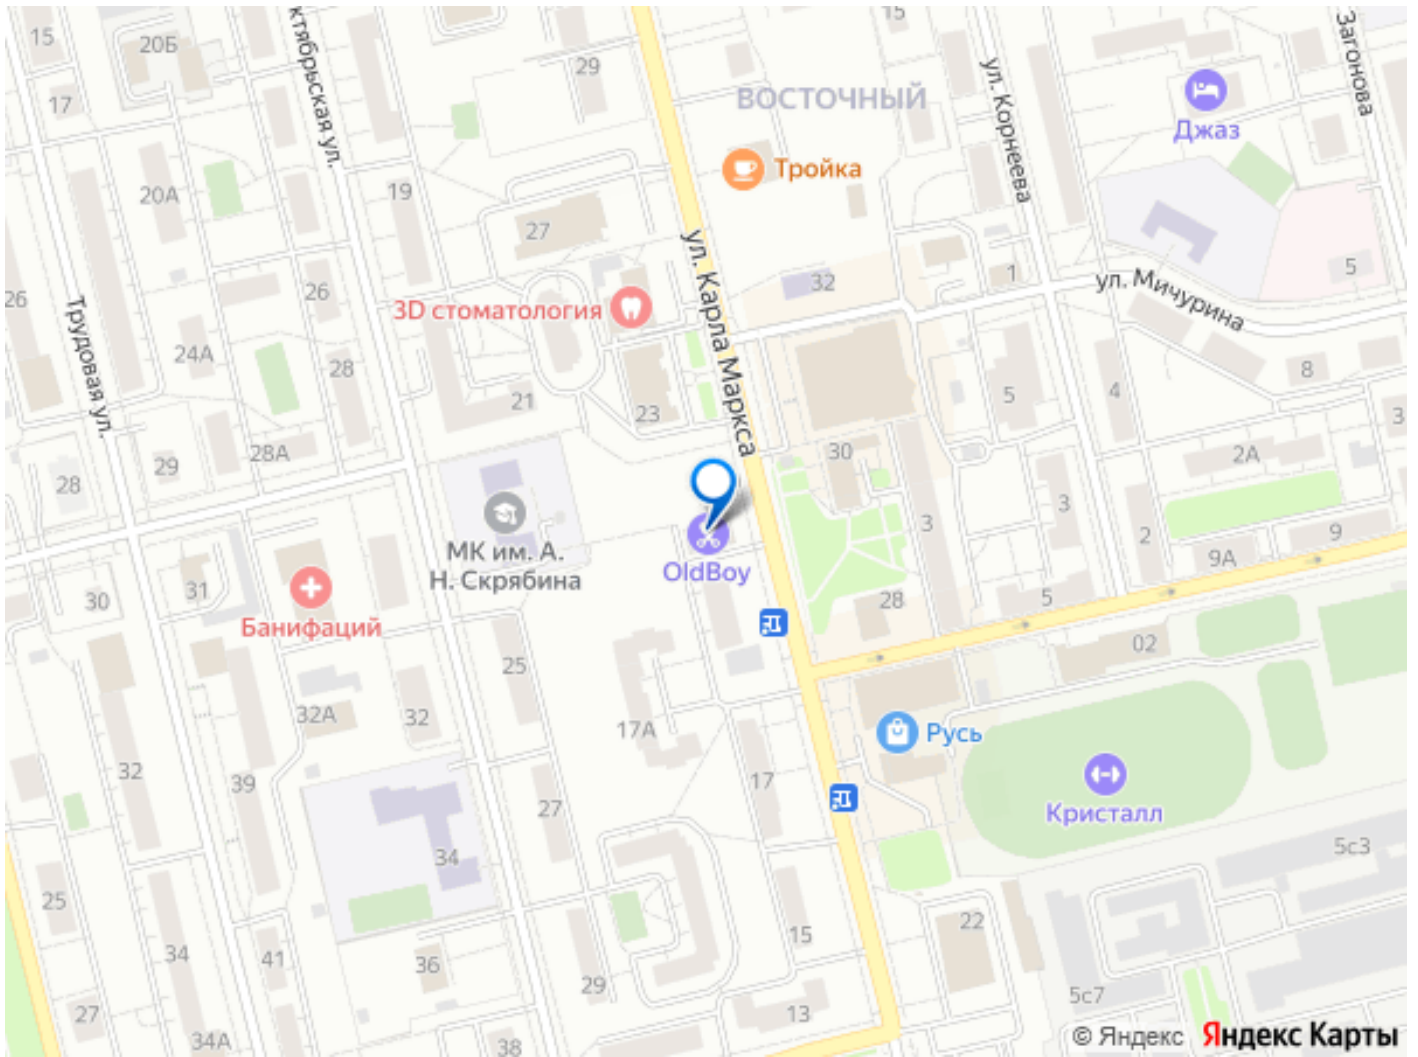 15
20Б
17
ктябрьская ул.
29
15
ВОСТОЧНЫЙ
ул. Корнеева
Джаз
Загонова
Тройка
20А
19
27
ул. Карла Маркса
26
26
Трудовая ул.
3D стоматология
32
1
ул. Мичурина
5
24А
28
21
23
5
4
8
3
28
29
28А
30
2А
МК им. А.
Н. Скрябина
OldBoy
3
3
2
9А
9
30
31
Банифаций
28
5
02
25
32А
32
17А
Русь
32
39
17
Кристалл
27
34
5с3
25
34
41
36
29
15
22
27
34А
38
13
5с7
© Яндекс Яндекс Карты